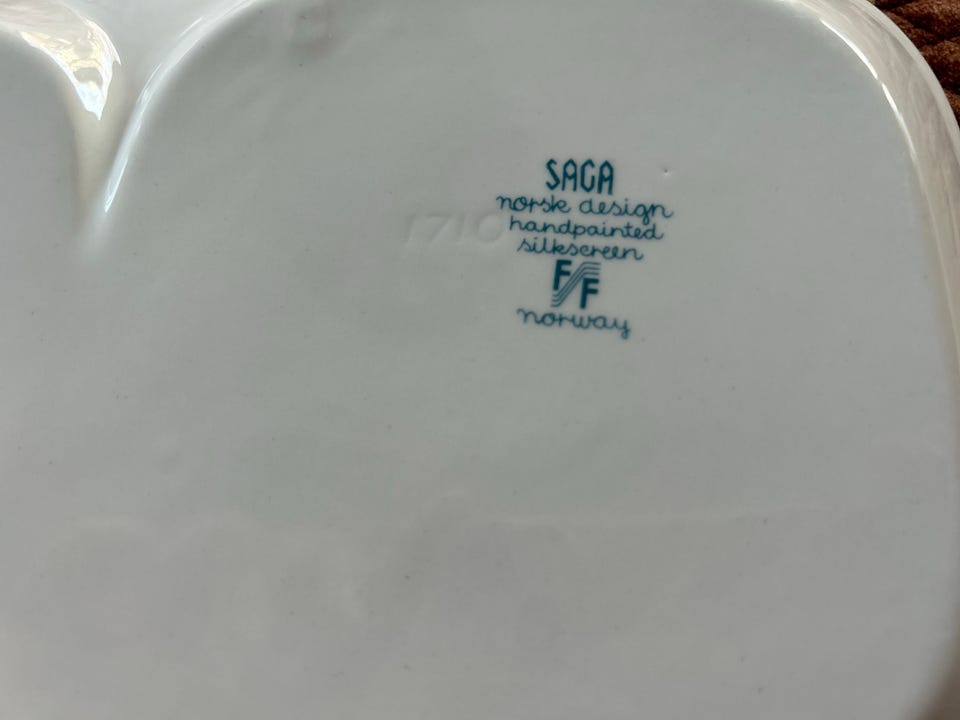 SAGA
norsk design
1710
handpainted
silkscreen
F/F
norway